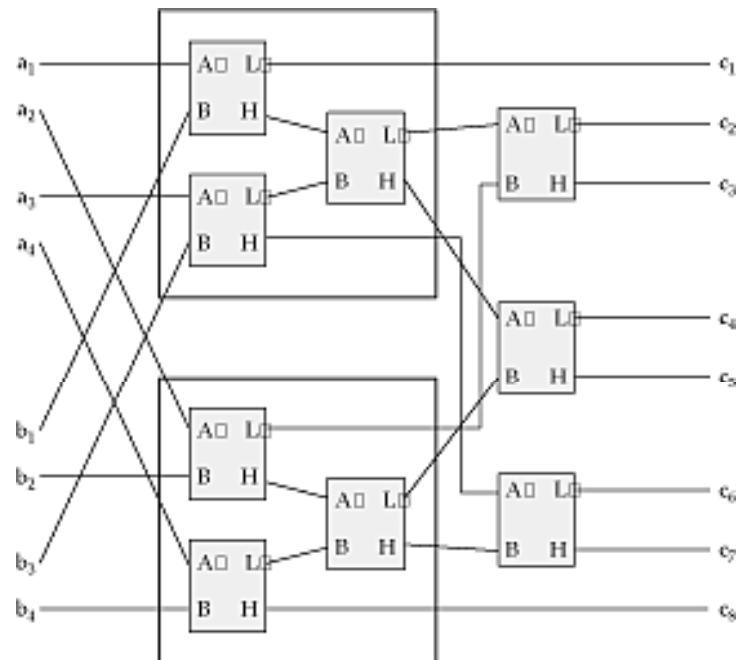 a₁ A L c₁
a₂ B H A L A L c₂
a₃ A L B H B H c₃
a₄ B H
A L c₄
B H c₅
b₁ A L
b₂ B H A L A L c₆
b₃ A L B H B H c₇
b₄ B H c₈